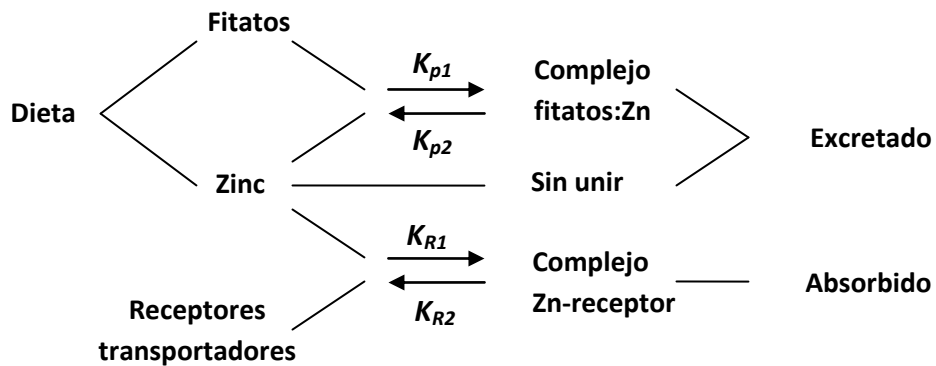 Fitatos
Dieta
Zinc
Receptores
transportadores
Kp1
Kp2
KR1
KR2
Complejo
fitatos:Zn
Sin unir
Complejo
Zn-receptor
Excretado
Absorbido